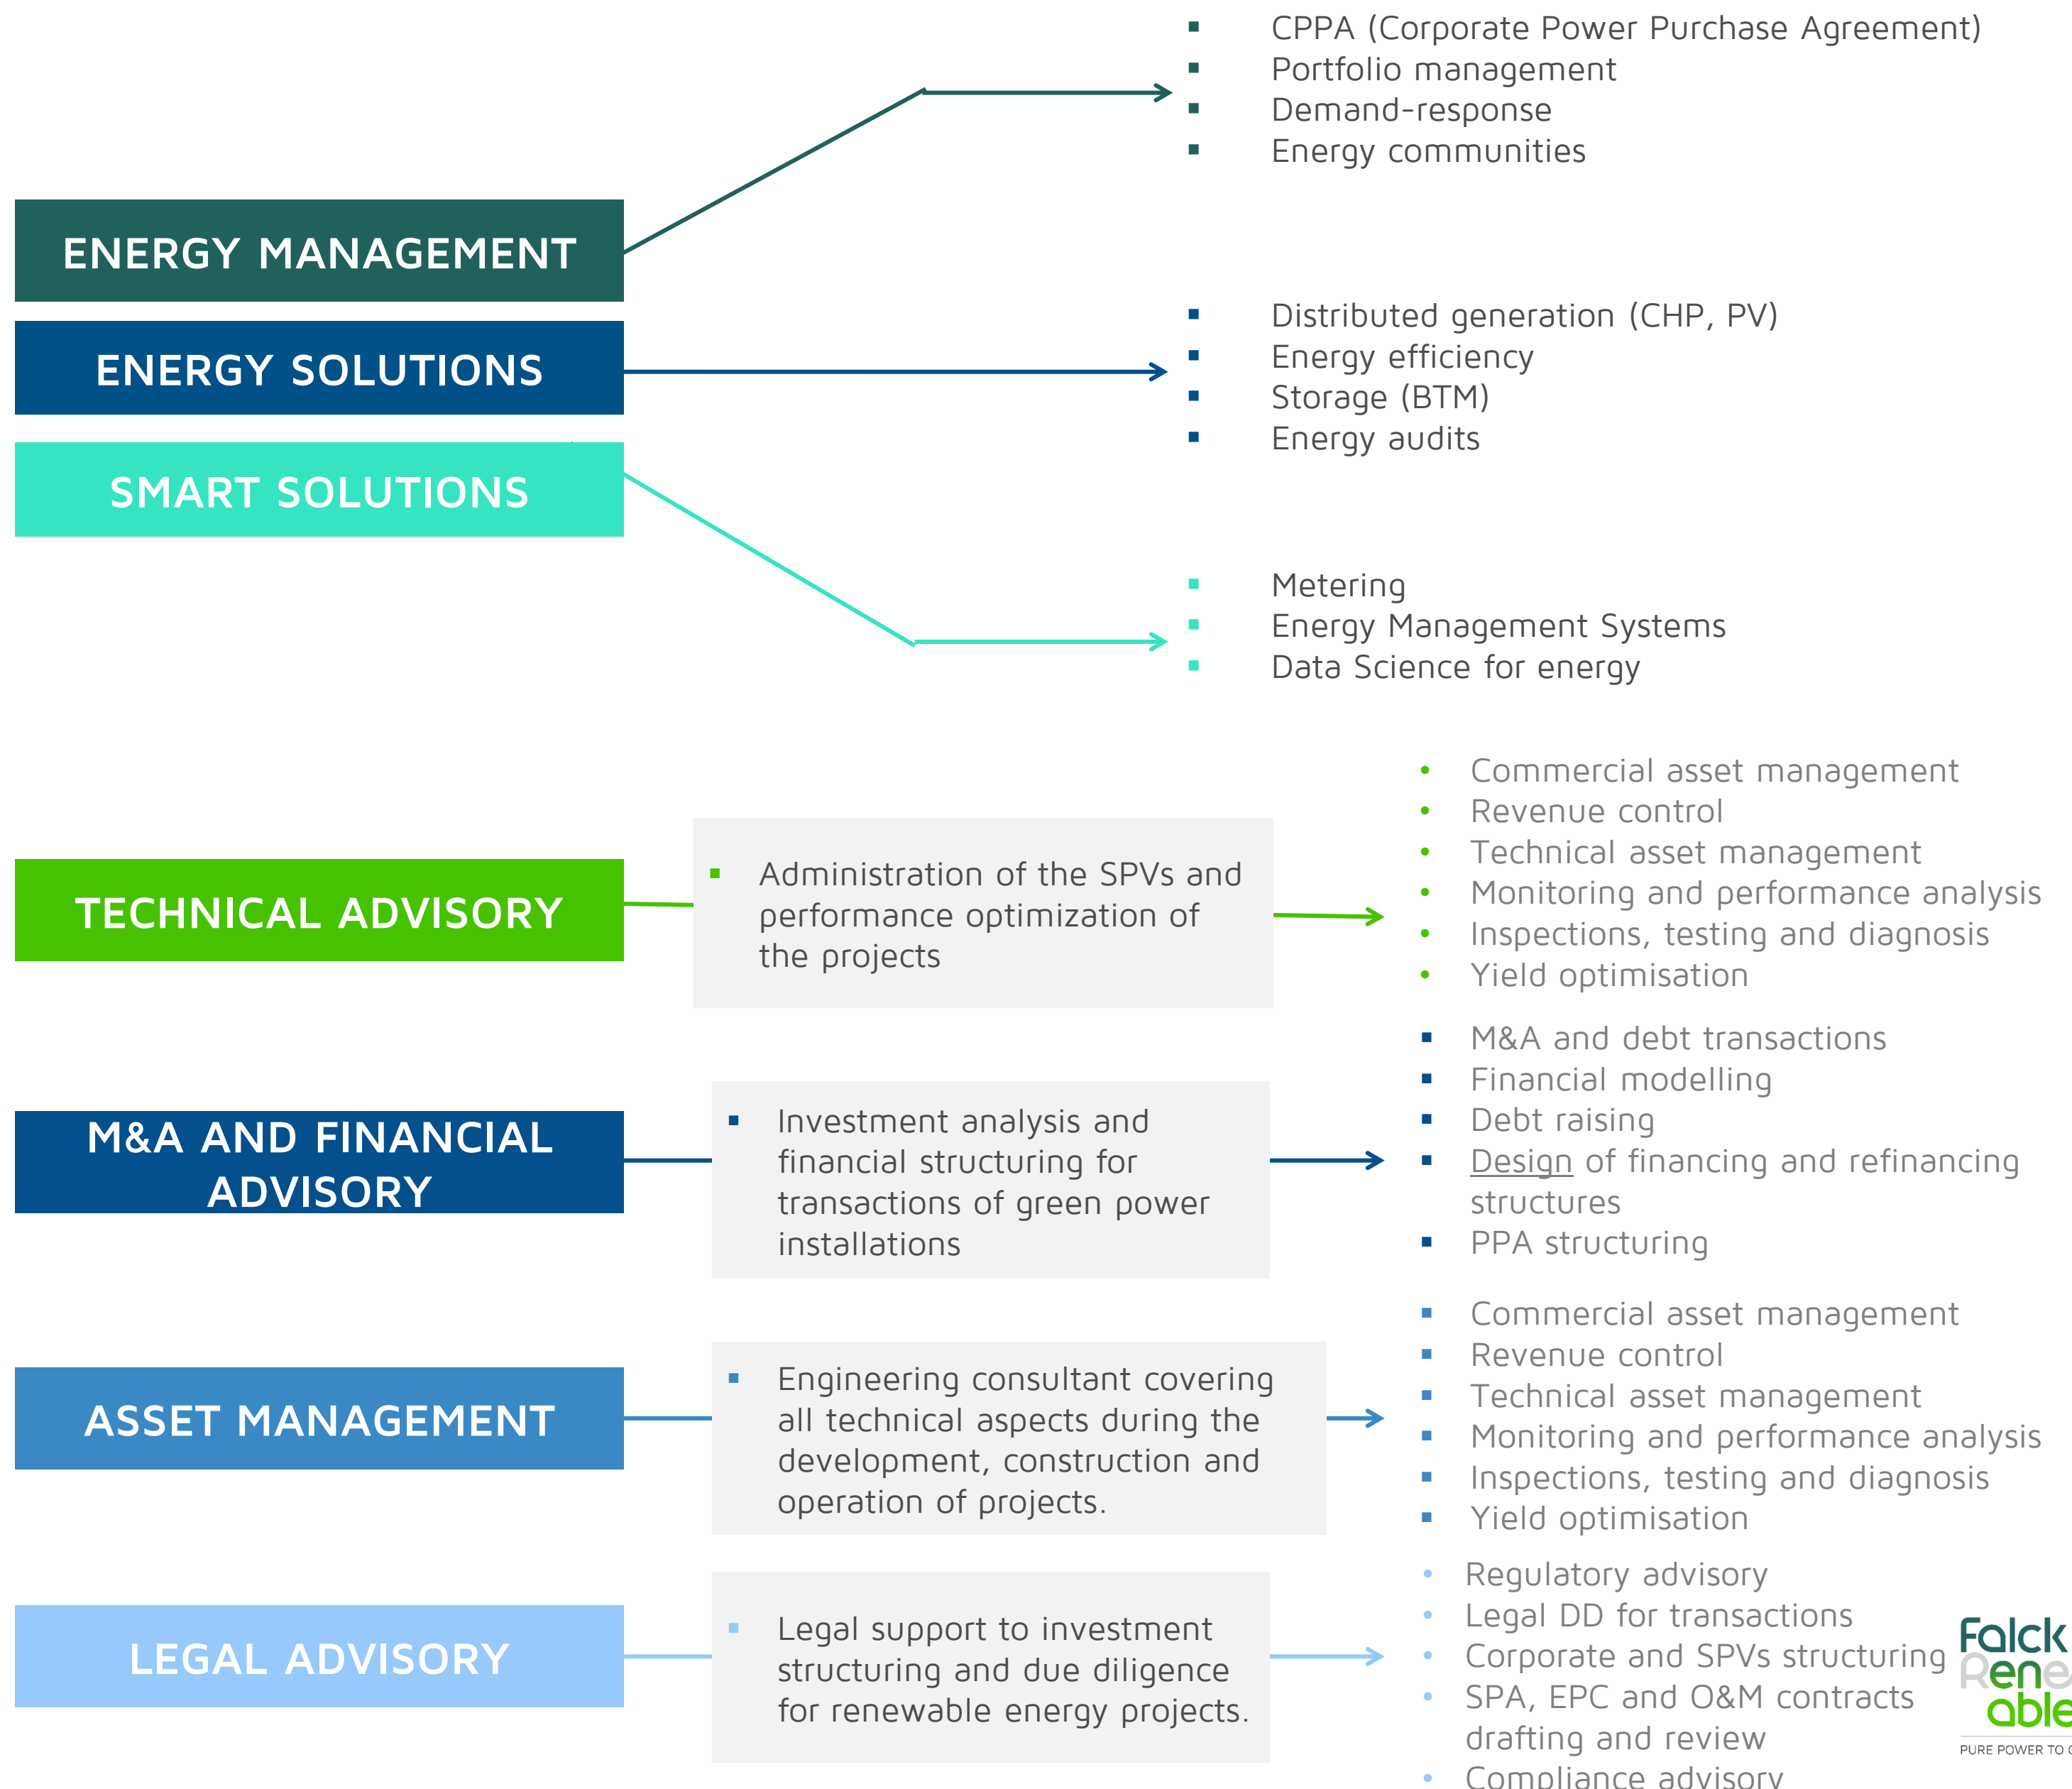 CPPA (Corporate Power Purchase Agreement)
Portfolio management
Demand-response
Energy communities
ENERGY MANAGEMENT
ENERGY SOLUTIONS
Distributed generation (CHP, PV)
Energy efficiency
Storage (BTM)
Energy audits
SMART SOLUTIONS
Metering
Energy Management Systems
Data Science for energy
TECHNICAL ADVISORY
Administration of the SPVs and
performance optimization of
the projects
Commercial asset management
Revenue control
Technical asset management
Monitoring and performance analysis
Inspections, testing and diagnosis
Yield optimisation
M&A AND FINANCIAL
ADVISORY
Investment analysis and
financial structuring for
transactions of green power
installations
M&A and debt transactions
Financial modelling
Debt raising
Design of financing and refinancing
structures
PPA structuring
ASSET MANAGEMENT
Engineering consultant covering
all technical aspects during the
development, construction and
operation of projects.
Commercial asset management
Revenue control
Technical asset management
Monitoring and performance analysis
Inspections, testing and diagnosis
Yield optimisation
LEGAL ADVISORY
Legal support to investment
structuring and due diligence
for renewable energy projects.
Regulatory advisory
Legal DD for transactions
Corporate and SPVs structuring
SPA, EPC and O&M contracts
drafting and review
Compliance advisory
Falck
Rene
able
PURE POWER TO